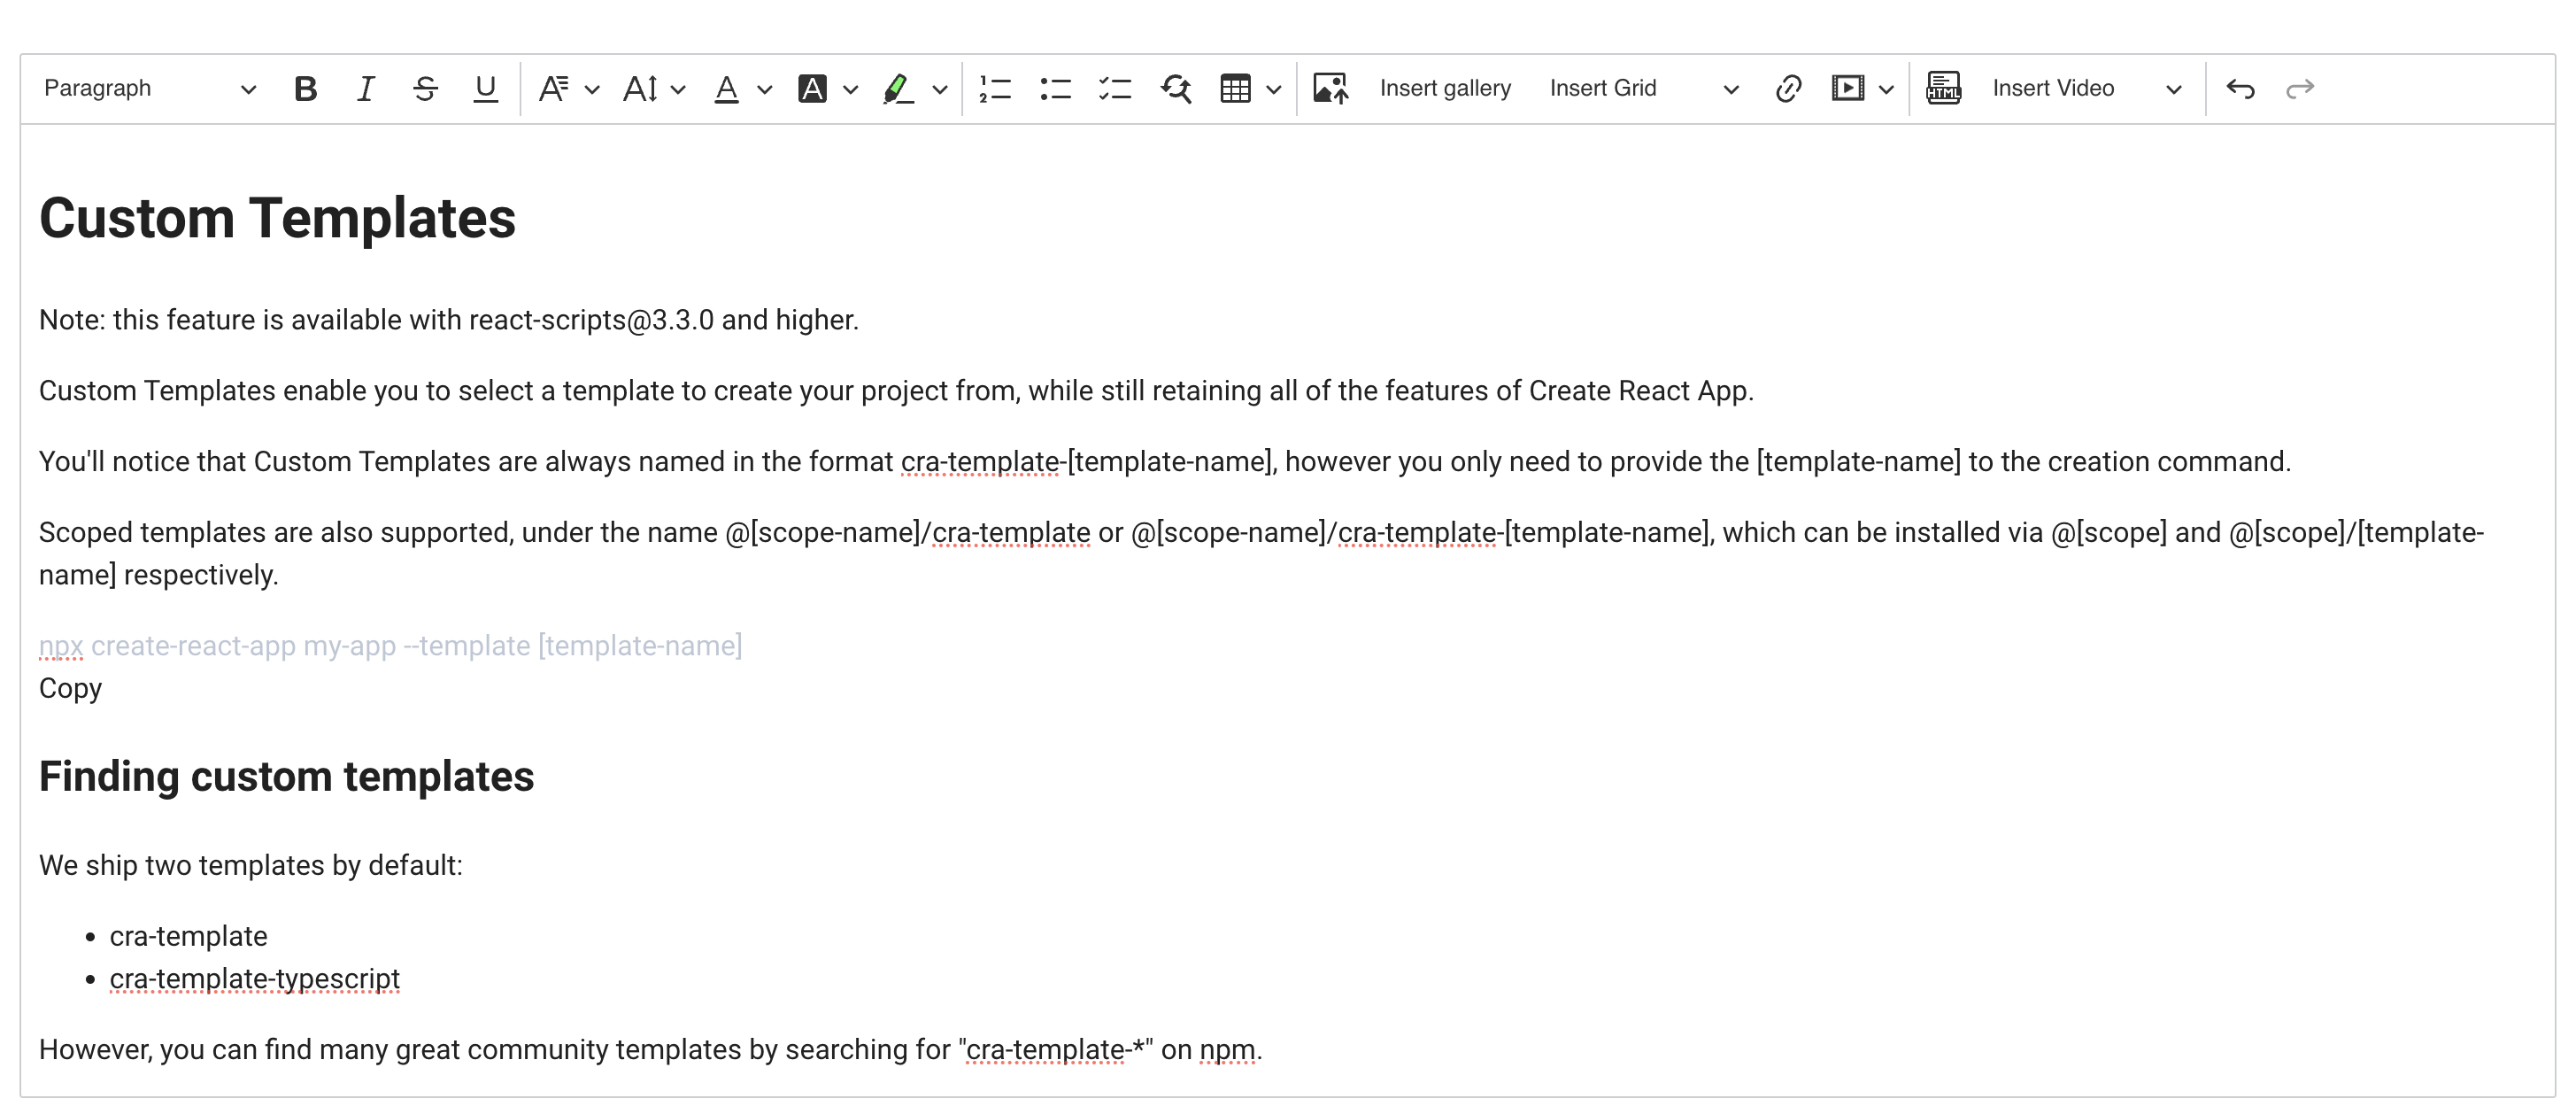 Paragraph B I S U A A A A 1 2 Insert gallery Insert Grid HTML Insert Video
Custom Templates
Note: this feature is available with react-scripts@3.3.0 and higher.
Custom Templates enable you to select a template to create your project from, while still retaining all of the features of Create React App.
You'll notice that Custom Templates are always named in the format cra-template-[template-name], however you only need to provide the [template-name] to the creation command.
Scoped templates are also supported, under the name @[scope-name]/cra-template or @[scope-name]/cra-template-[template-name], which can be installed via @[scope] and @[scope]/[template-
name] respectively.
npx create-react-app my-app --template [template-name]
Copy
Finding custom templates
We ship two templates by default:
• cra-template
• cra-template-typescript
However, you can find many great community templates by searching for "cra-template-*" on npm.